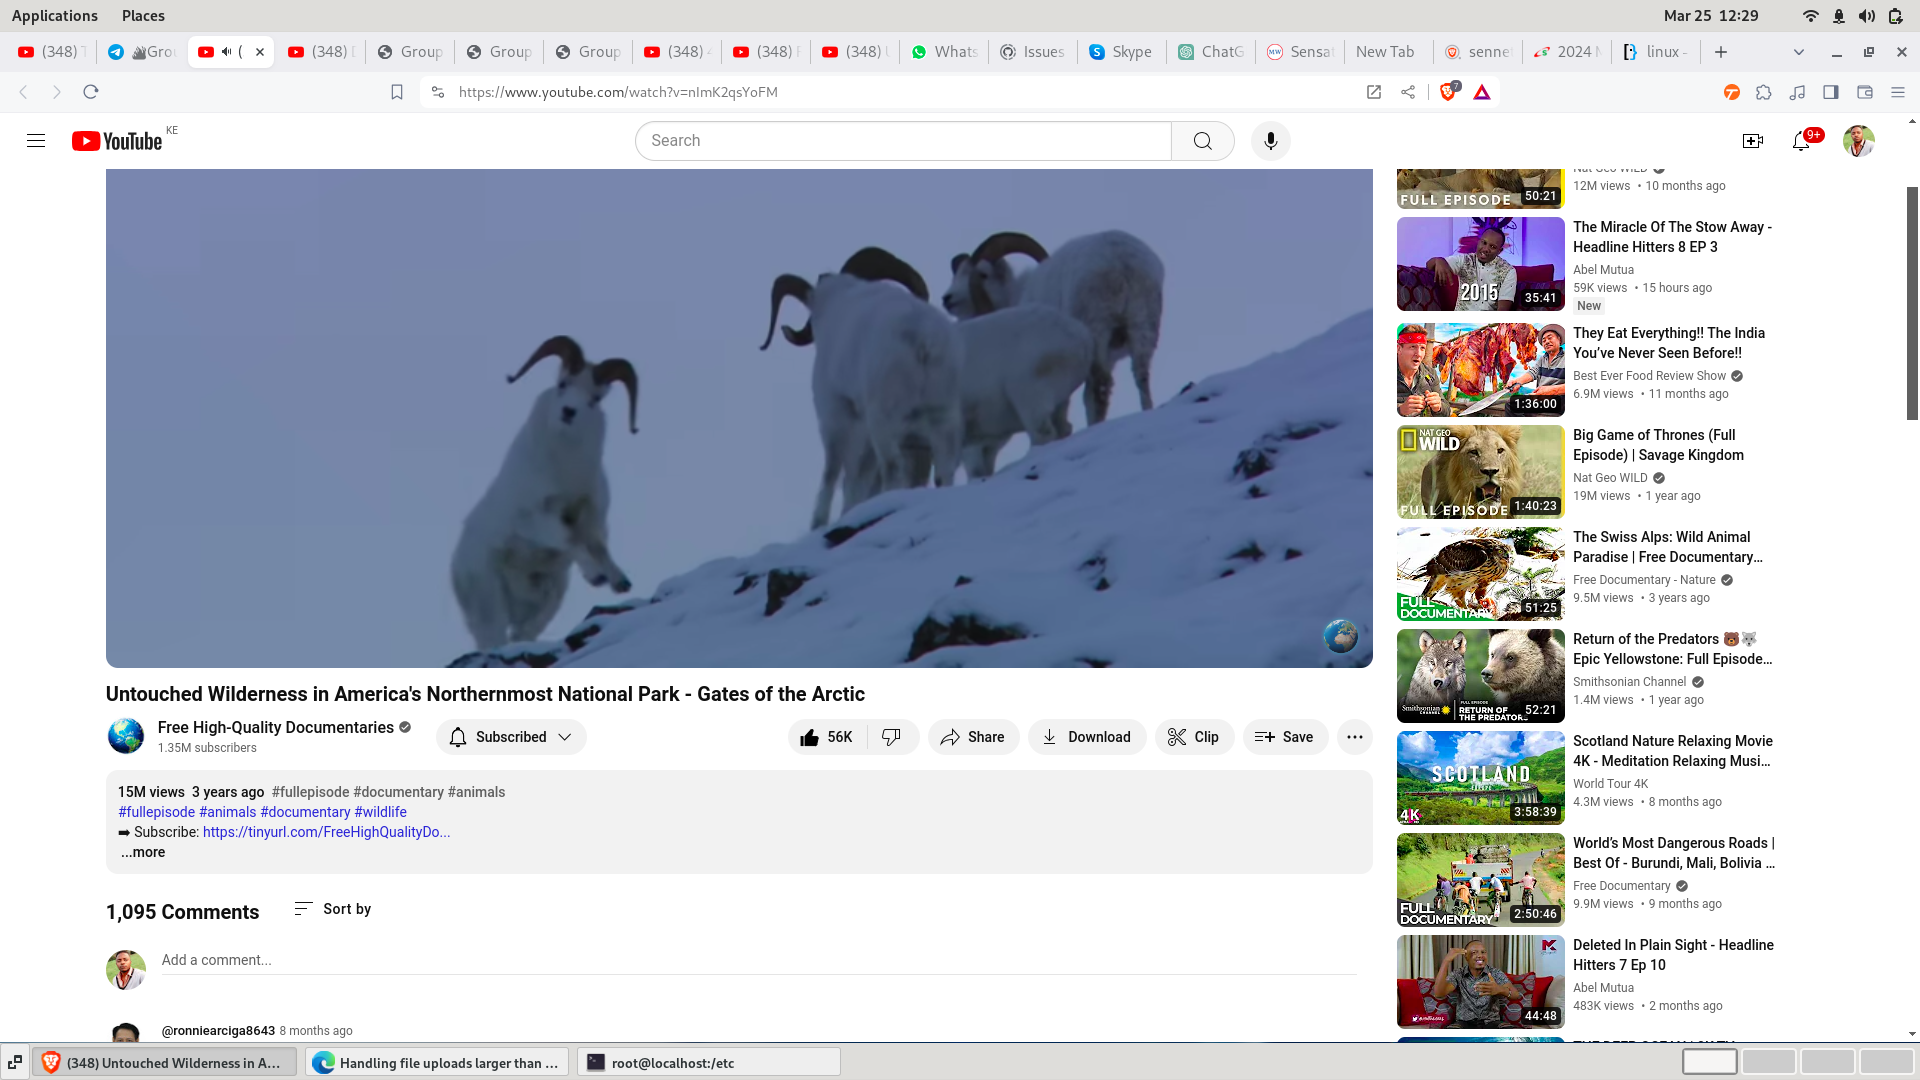 Applications Places
Mar 25 12:29
(348)
Grou
(
(348)
Group
Group
Group
(348)
(348)
(348)
Whats
Issues
Skype
ChatG
Sensa
New Tab
senne
2024
linux -
https://www.youtube.com/watch?v=nImK2qsYoFM
7
YouTube KE
Search
9+
Nat Geo WILD
12M views • 10 months ago
FULL EPISODE
50:21
The Miracle Of The Stow Away -
Headline Hitters 8 EP 3
Abel Mutua
59K views • 15 hours ago
New
2015
35:41
They Eat Everything!! The India
You’ve Never Seen Before!!
Best Ever Food Review Show
6.9M views • 11 months ago
1:36:00
NAT GEO
WILD
FULL EPISODE
1:40:23
Big Game of Thrones (Full
Episode) | Savage Kingdom
Nat Geo WILD
19M views • 1 year ago
FULL
DOCUMENTARY
51:25
The Swiss Alps: Wild Animal
Paradise | Free Documentary…
Free Documentary - Nature
9.5M views • 3 years ago
Smithsonian
CHANNEL
FULL EPISODE
RETURN OF
THE PREDATORS
52:21
Return of the Predators 🐻🐺
Epic Yellowstone: Full Episode…
Smithsonian Channel
1.4M views • 1 year ago
SCOTLAND
4K
3:58:39
Scotland Nature Relaxing Movie
4K - Meditation Relaxing Musi…
World Tour 4K
4.3M views • 8 months ago
FULL
DOCUMENTARY
2:50:46
World’s Most Dangerous Roads |
Best Of - Burundi, Mali, Bolivia …
Free Documentary
9.9M views • 9 months ago
44:48
Deleted In Plain Sight - Headline
Hitters 7 Ep 10
Abel Mutua
483K views • 2 months ago
Untouched Wilderness in America's Northernmost National Park - Gates of the Arctic
Free High-Quality Documentaries
1.35M subscribers
Subscribed
56K
Share
Download
Clip
Save
15M views 3 years ago #fullepisode #documentary #animals
#fullepisode #animals #documentary #wildlife
➡️ Subscribe: https://tinyurl.com/FreeHighQualityDo...
...more
1,095 Comments
Sort by
Add a comment...
@ronniearciga8643 8 months ago
(348) Untouched Wilderness in A...
Handling file uploads larger than ...
root@localhost:/etc